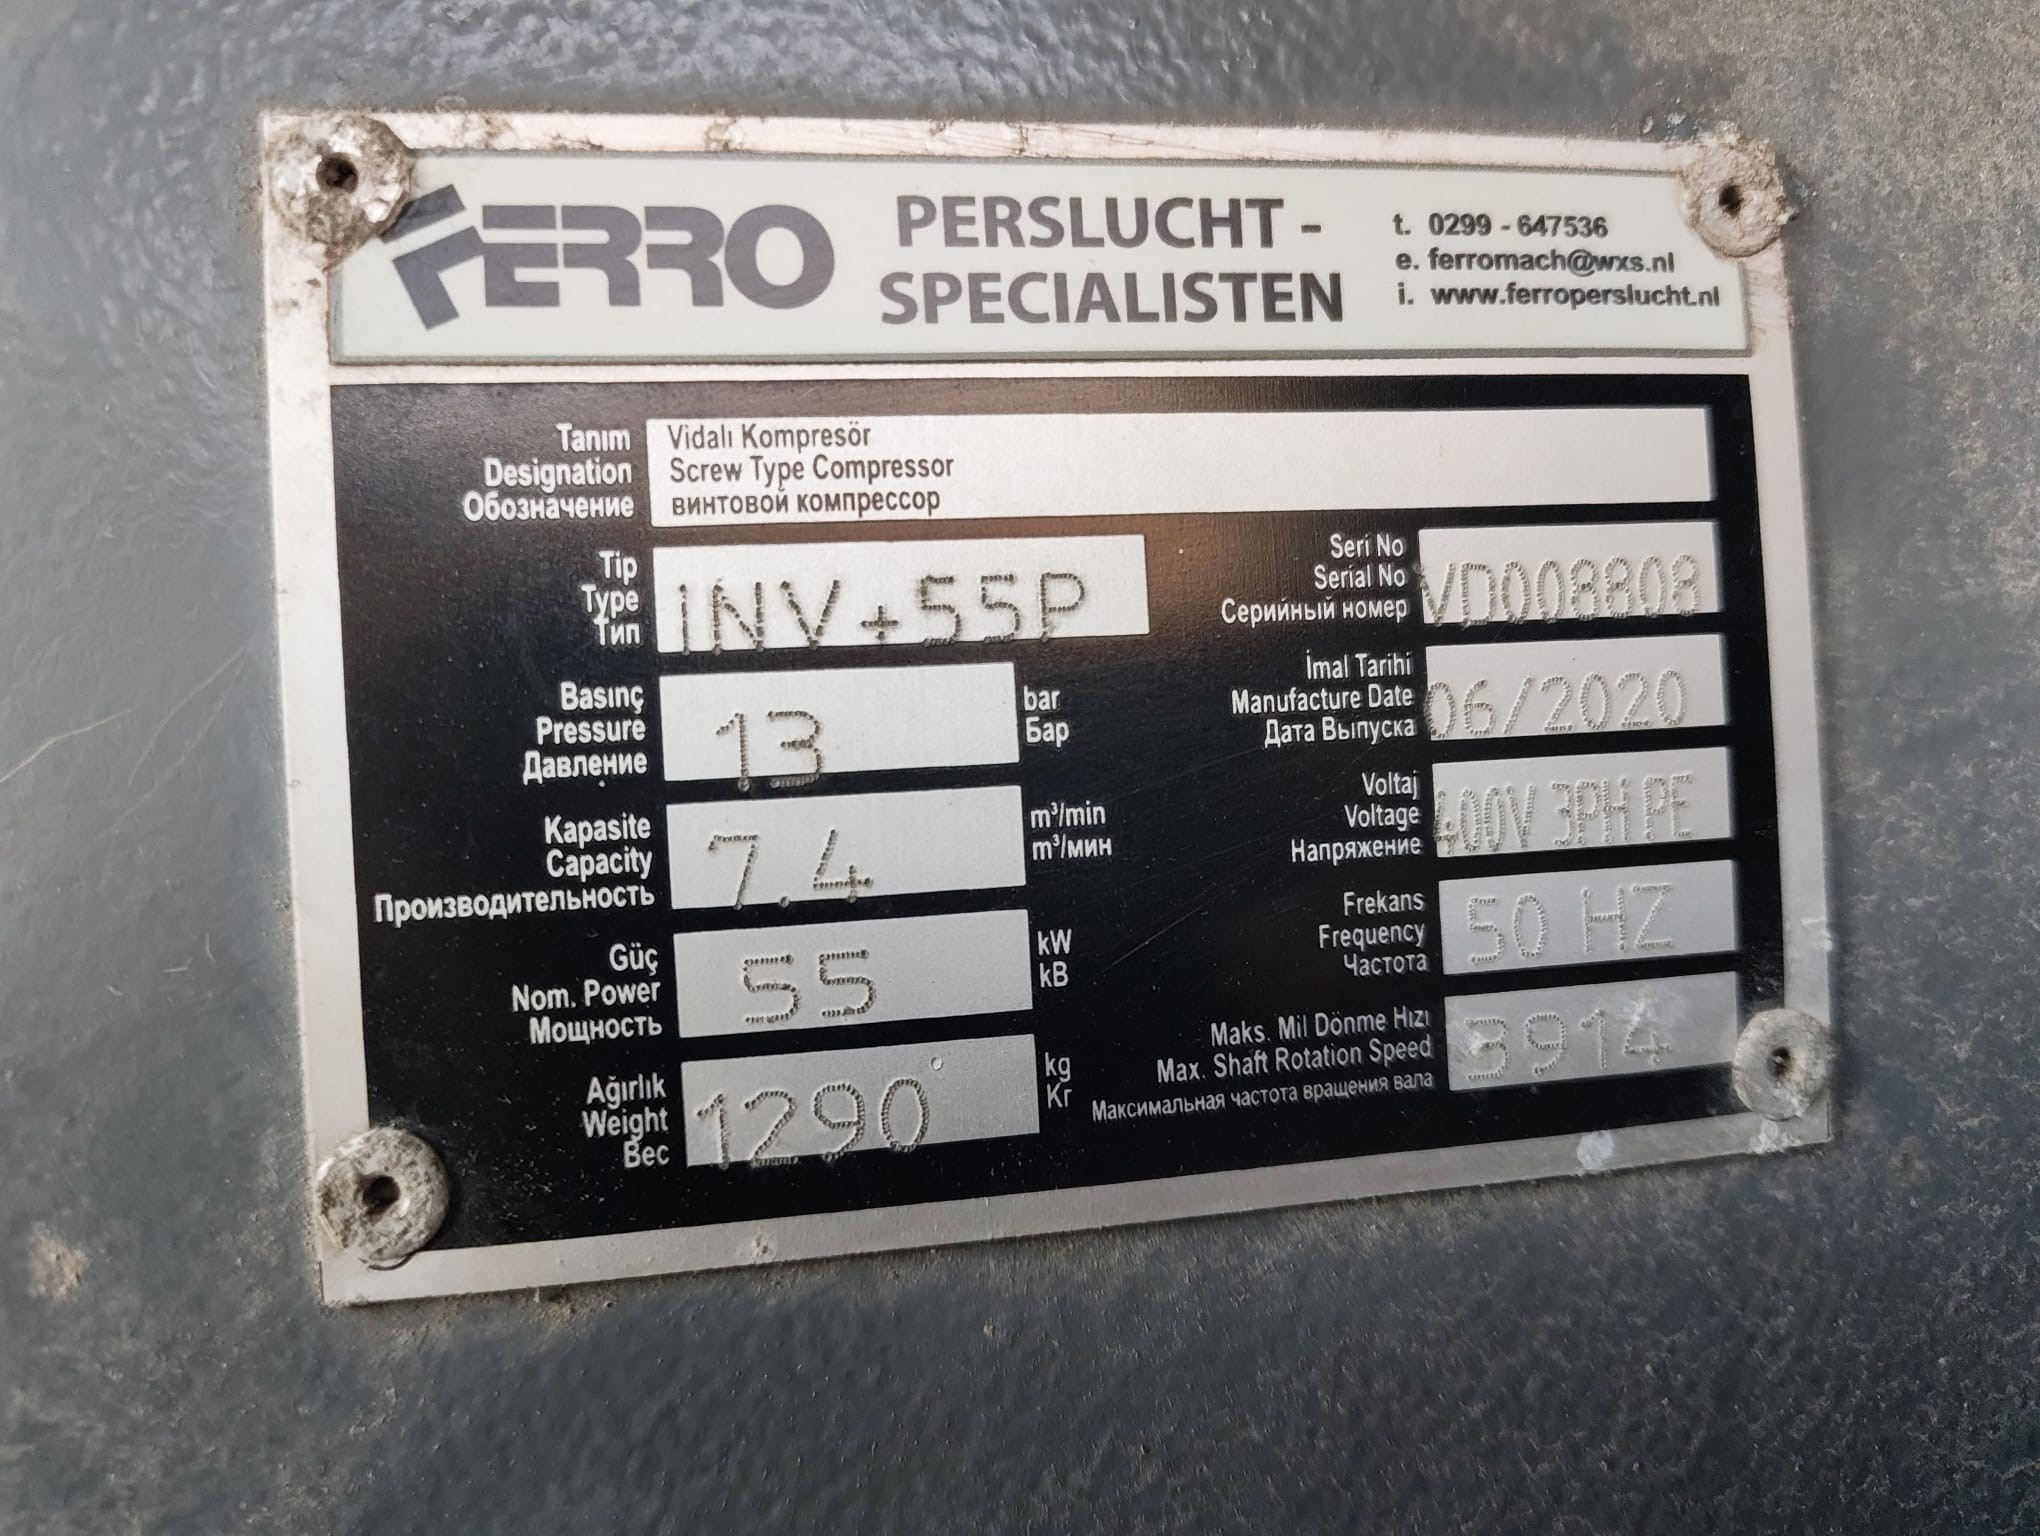 FERRO
PERSLUCHT -
SPECIALISTEN
t. 0299 - 647536
e. ferromach@wxs.nl
i. www.ferroperslucht.nl
Tanım
Designation
Обозначение
Vidalı Kompresör
Screw Type Compressor
винтовой компрессор
Tip
Type
Тип
INV+55P
Seri No
Serial No
Серийный номер
VD008808
Basınç
Pressure
Давление
13
bar
Бар
İmal Tarihi
Manufacture Date
Дата Выпуска
06/2020
Kapasite
Capacity
Производительность
7.4
m³/min
m³/мин
Voltaj
Voltage
Напряжение
400V 3PH PE
Güç
Nom. Power
Мощность
55
kW
kB
Frekans
Frequency
Частота
50 HZ
Ağırlık
Weight
Вес
1290
kg
Кг
Maks. Mil Dönme Hızı
Max. Shaft Rotation Speed
Максимальная частота вращения вала
3914